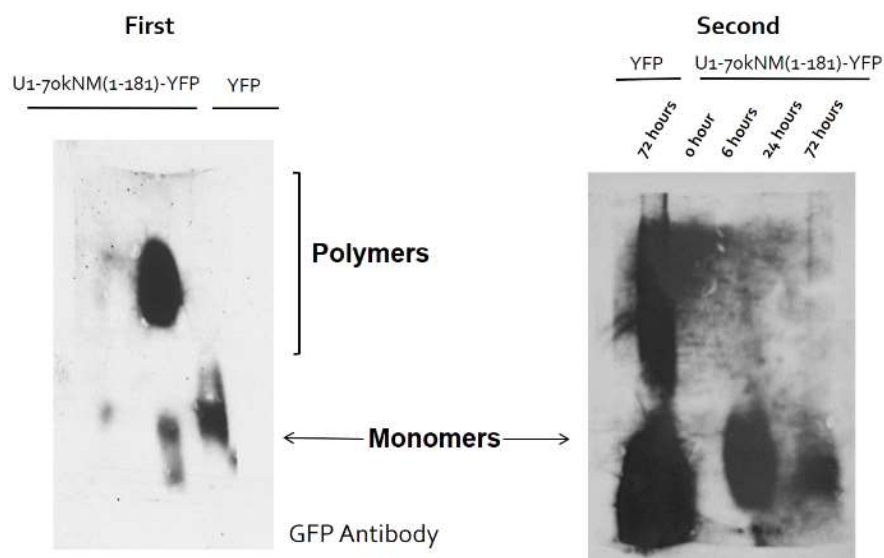 First
U1-70kNM(1-181)-YFP
YFP
Polymers
Monomers
GFP Antibody
Second
YFP
U1-70kNM(1-181)-YFP
72 hours
0 hour
6 hours
24 hours
72 hours